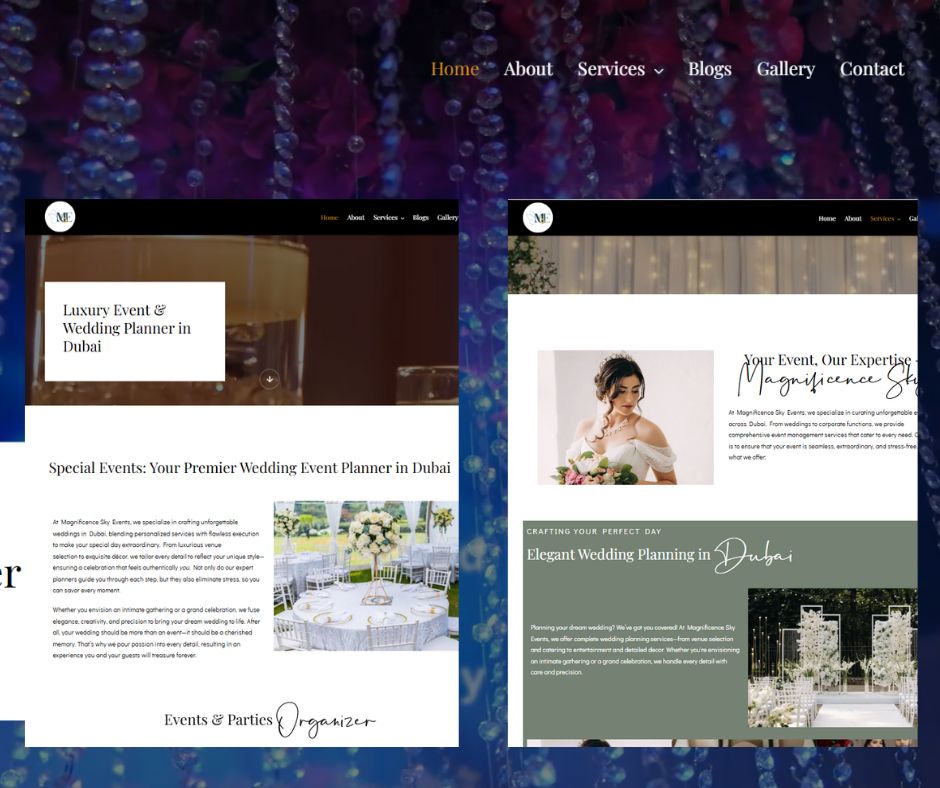 Home About Services Blogs Gallery Contact
ME
Home About Services Blogs Gallery
Luxury Event &
Wedding Planner in
Dubai
Special Events: Your Premier Wedding Event Planner in Dubai
At Magnificence Sky Events, we specialize in crafting unforgettable
weddings in Dubai, blending personalized services with flawless execution
to make your special day extraordinary. From luxurious venue
selection to exquisite décor, we tailor every detail to reflect your unique style—
ensuring a celebration that feels authentically you. Not only do our expert
planners guide you through each step, but they also eliminate stress, so you
can savor every moment.
Whether you envision an intimate gathering or a grand celebration, we fuse
elegance, creativity, and precision to bring your dream wedding to life. After
all, your wedding should be more than an event—it should be a cherished
memory. That's why we pour passion into every detail, resulting in an
experience you and your guests will treasure forever.
Events & Parties Organizer
er
ME
Home About Services Gal
Your Event, Our Expertise -
Magnificence Sky
At Magnificence Sky Events, we specialize in curating unforgettable e
across Dubai. From weddings to corporate functions, we provide
comprehensive event management services that cater to every need. O
is to ensure that your event is seamless, extraordinary, and stress-free.
what we offer:
CRAFTING YOUR PERFECT DAY
Elegant Wedding Planning in Dubai
Planning your dream wedding? We've got you covered! At Magnificence Sky
Events, we offer complete wedding planning services—from venue selection
and catering to entertainment and detailed decor. Whether you're envisioning
an intimate gathering or a grand celebration, we handle every detail with
care and precision.